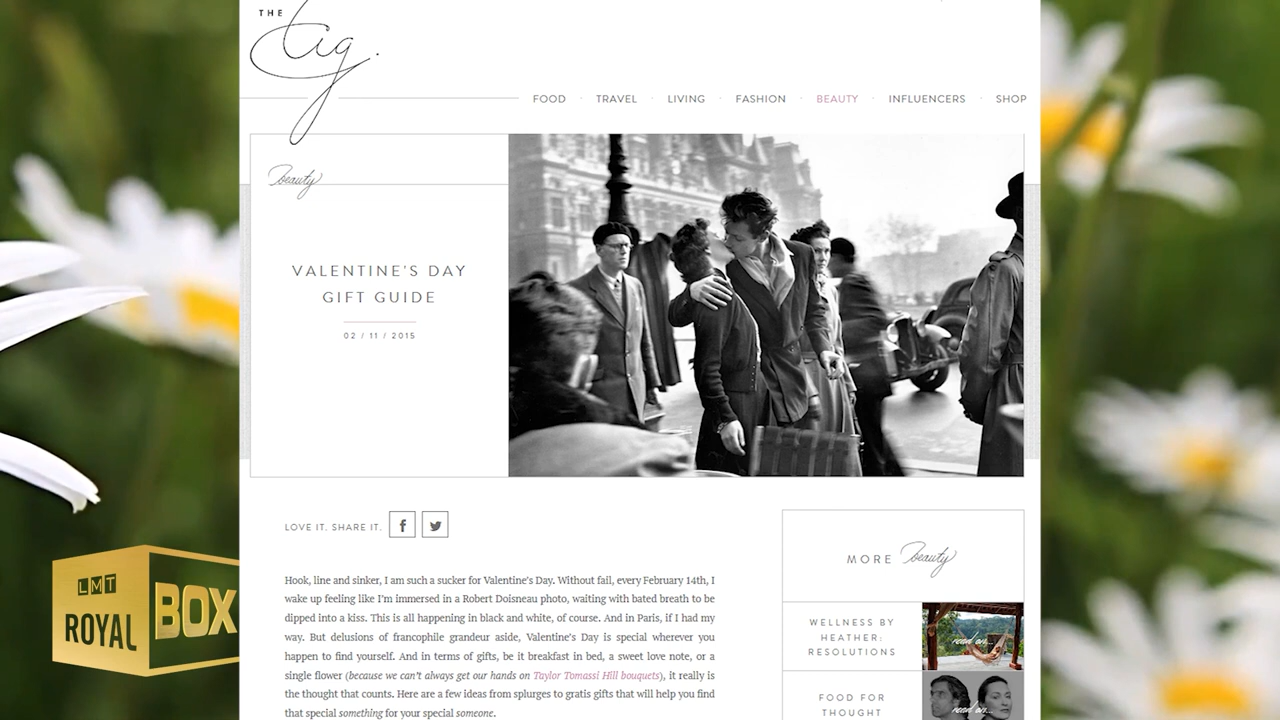 THE
tig.
FOOD · TRAVEL · LIVING · FASHION · BEAUTY · INFLUENCERS · SHOP
beauty
VALENTINE'S DAY
GIFT GUIDE
02 / 11 / 2015
LOVE IT. SHARE IT.
Hook, line and sinker, I am such a sucker for Valentine's Day. Without fail, every February 14th, I
wake up feeling like I'm immersed in a Robert Doisneau photo, waiting with bated breath to be
dipped into a kiss. This is all happening in black and white, of course. And in Paris, if I had my
way. But delusions of francophile grandeur aside, Valentine's Day is special wherever you
happen to find yourself. And in terms of gifts, be it breakfast in bed, a sweet love note, or a
single flower (because we can't always get our hands on Taylor Tomassi Hill bouquets), it really is
the thought that counts. Here are a few ideas from splurges to gratis gifts that will help you find
that special something for your special someone.
MORE beauty
WELLNESS BY
HEATHER:
RESOLUTIONS
read on...
FOOD FOR
THOUGHT
read on...
LMT
ROYAL
BOX